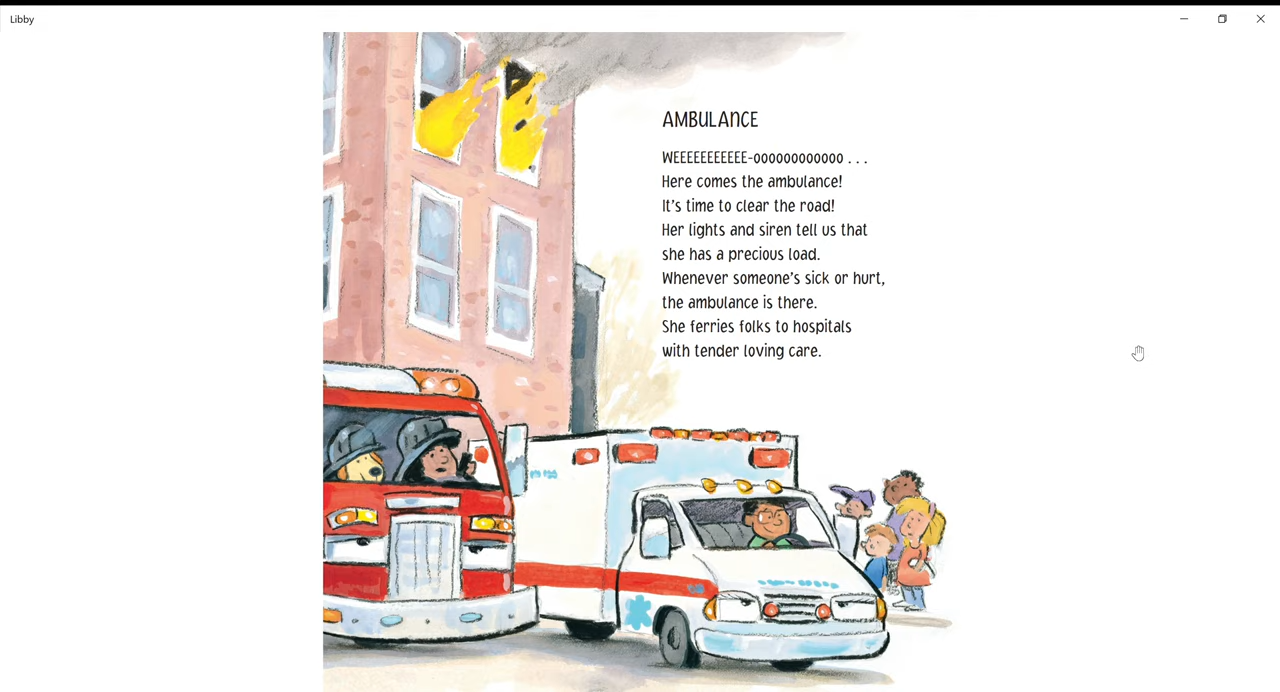 Libby
AMBULANCE
WEEEEEEEEEEE-oooooooooooo . . .
Here comes the ambulance!
It's time to clear the road!
Her lights and siren tell us that
she has a precious load.
Whenever someone's sick or hurt,
the ambulance is there.
She ferries folks to hospitals
with tender loving care.